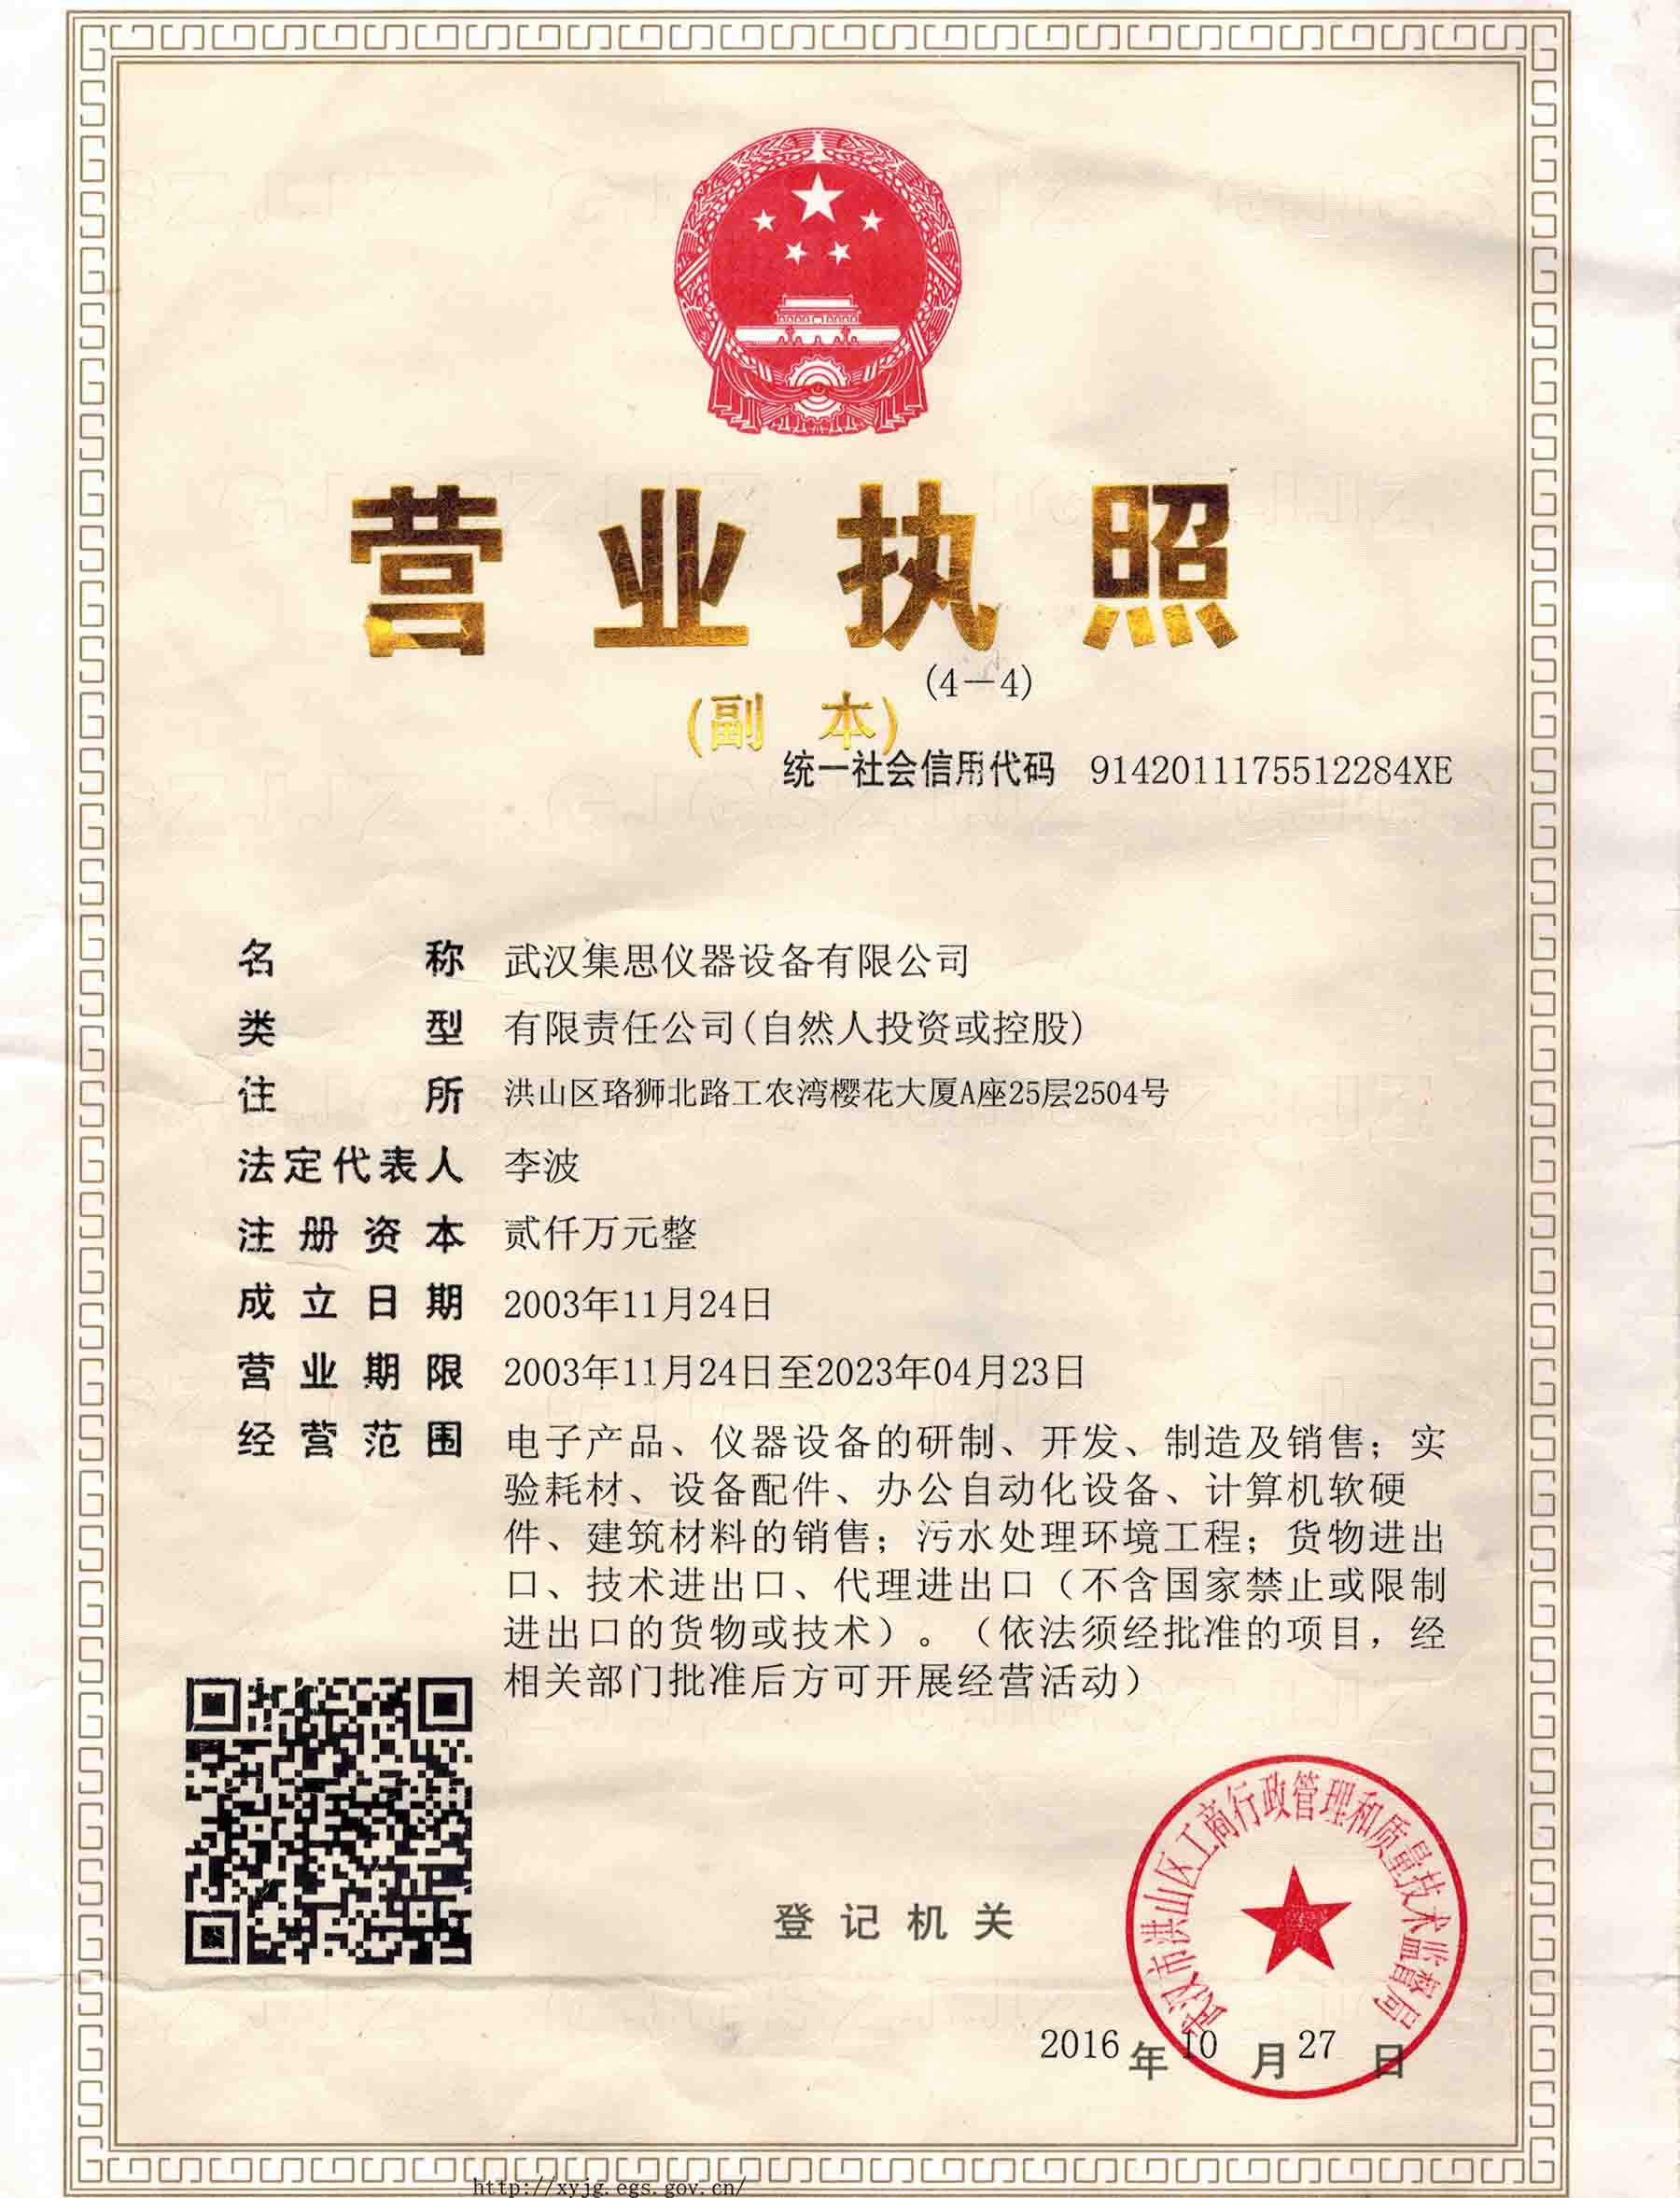 营业执照
(4—4)
(副 本)
统一社会信用代码 91420111755122​84XE
名称 武汉集思仪器设备有限公司
类型 有限责任公司(自然人投资或控股)
住所 洪山区珞狮北路工农湾樱花大厦A座25层2504号
法定代表人 李波
注册资本 贰仟万元整
成立日期 2003年11月24日
营业期限 2003年11月24日至2023年04月23日
经营范围 电子产品、仪器设备的研制、开发、制造及销售；实
验耗材、设备配件、办公自动化设备、计算机软硬
件、建筑材料的销售；污水处理环境工程；货物进出
口、技术进出口、代理进出口（不含国家禁止或限制
进出口的货物或技术）。（依法须经批准的项目，经
相关部门批准后方可开展经营活动）
登记机关
武汉市洪山区工商行政管理和质量技术监督局
2016年10月27日
http://xyjg.egs.gov.cn/